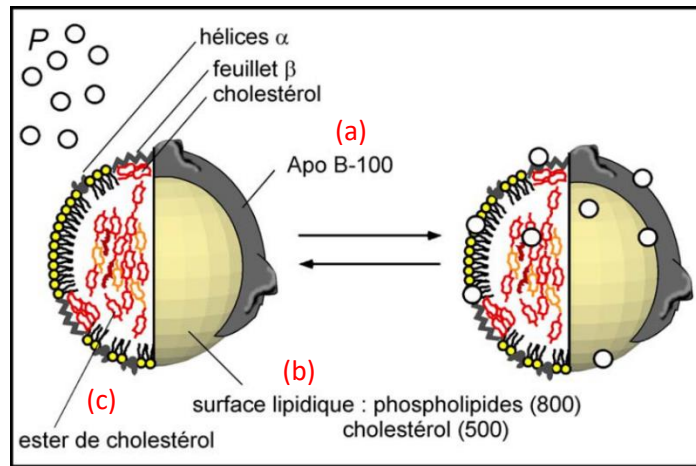 P
hélices α
feuillet β
cholestérol
(a)
Apo B-100
(b)
(c)
surface lipidique : phospholipides (800)
cholestérol (500)
ester de cholestérol